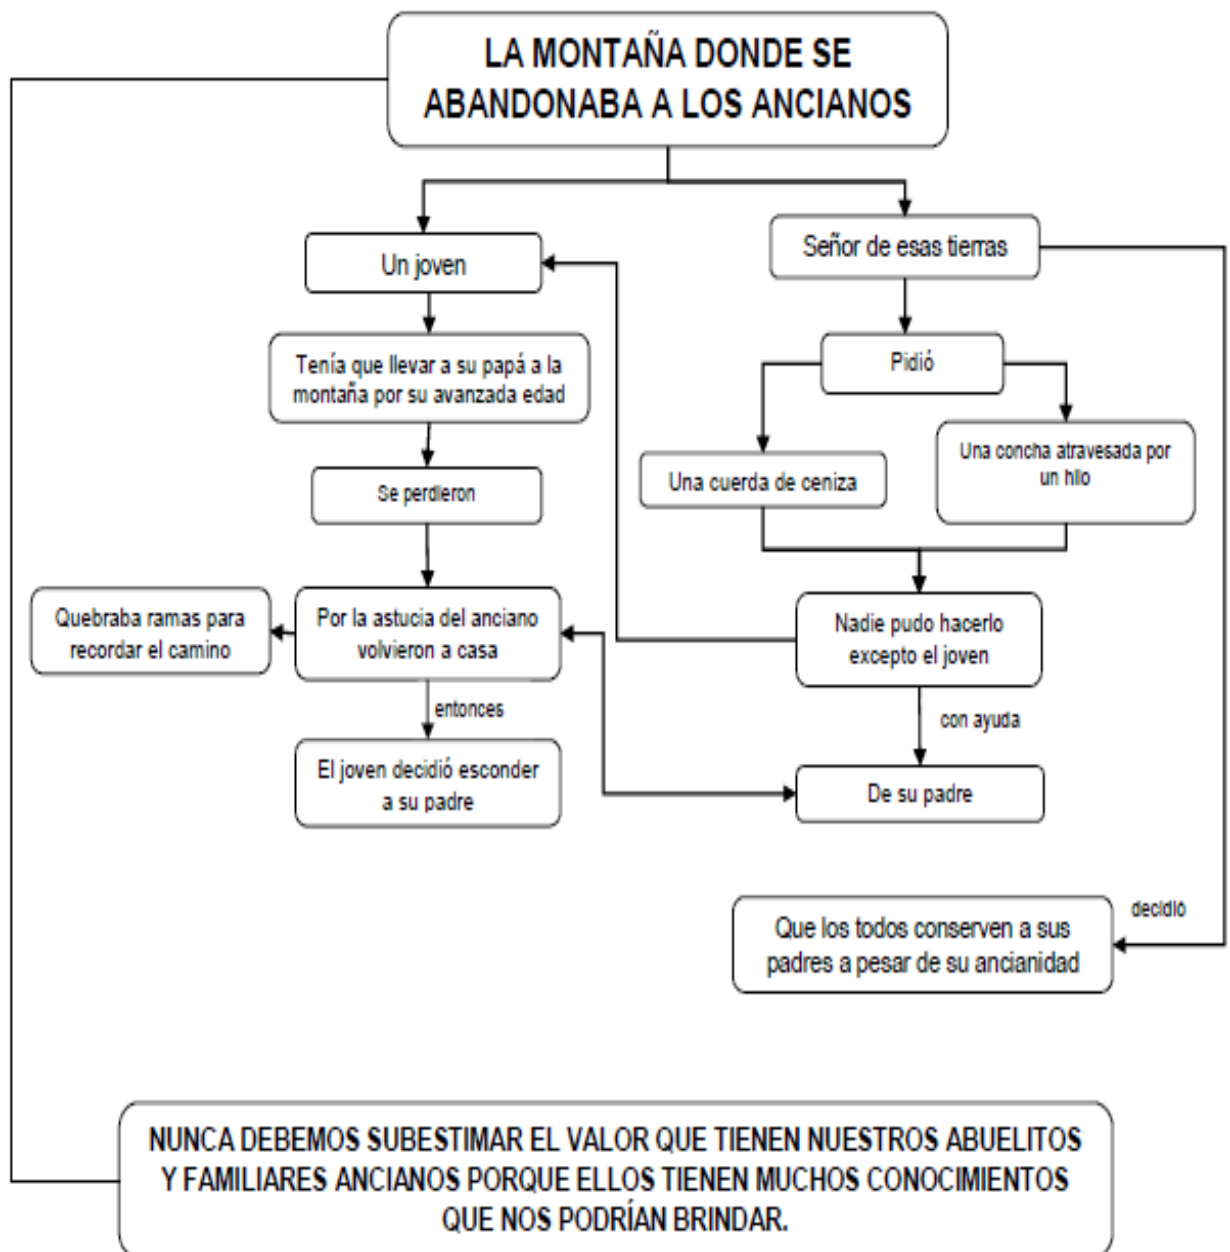 LA MONTAÑA DONDE SE
ABANDONABA A LOS ANCIANOS
Un joven
Señor de esas tierras
Tenía que llevar a su papá a la
montaña por su avanzada edad
Pidió
Se perdieron
Una cuerda de ceniza
Una concha atravesada por
un hilo
Quebraba ramas para
recordar el camino
Por la astucia del anciano
volvieron a casa
Nadie pudo hacerlo
excepto el joven
entonces
con ayuda
El joven decidió esconder
a su padre
De su padre
decidió
Que los todos conserven a sus
padres a pesar de su ancianidad
NUNCA DEBEMOS SUBESTIMAR EL VALOR QUE TIENEN NUESTROS ABUELITOS
Y FAMILIARES ANCIANOS PORQUE ELLOS TIENEN MUCHOS CONOCIMIENTOS
QUE NOS PODRÍAN BRINDAR.